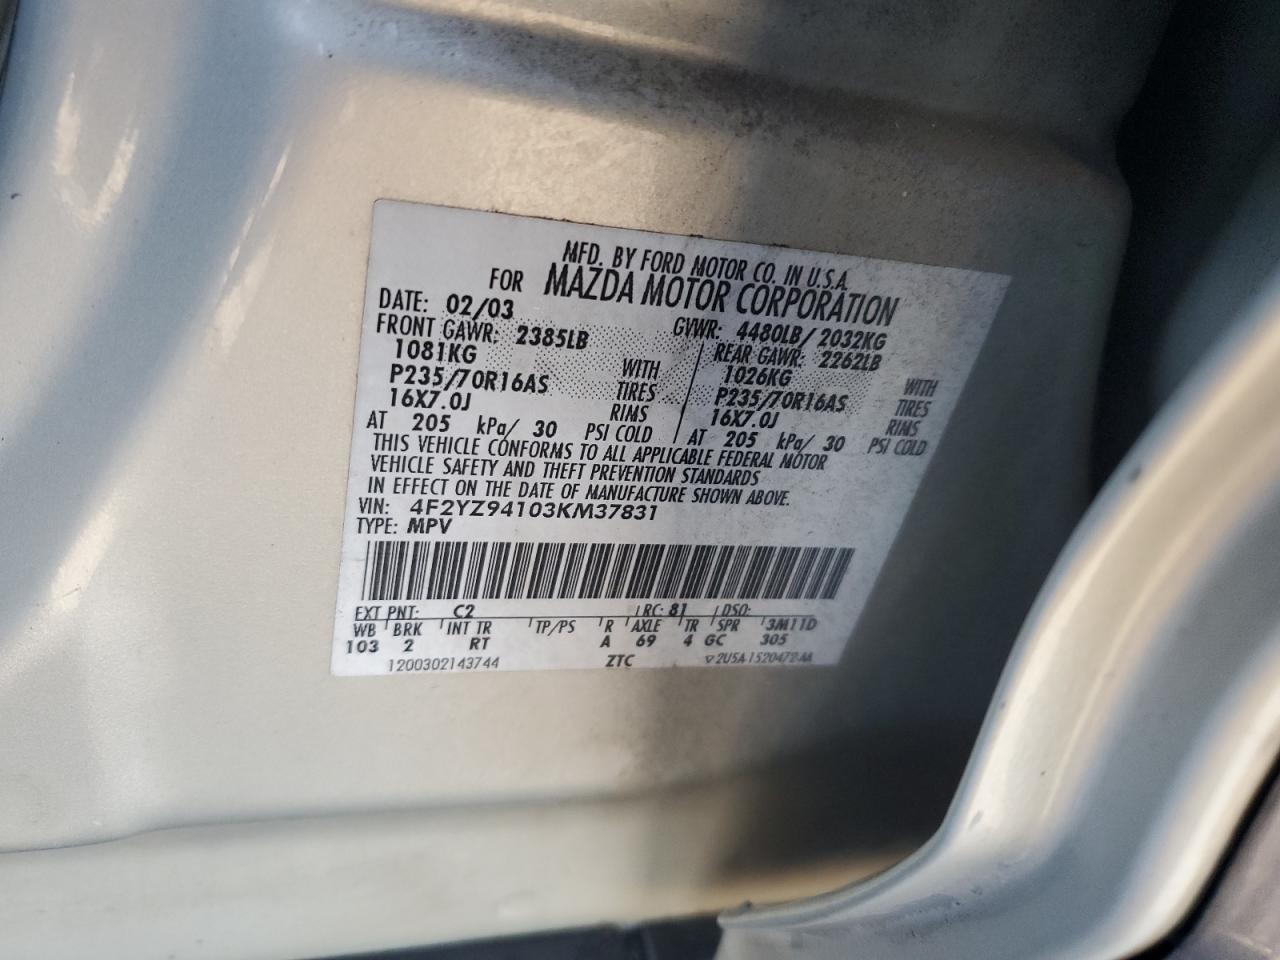 MFD. BY FORD MOTOR CO. IN U.S.A.
FOR MAZDA MOTOR CORPORATION
DATE: 02/03 GVWR: 4480LB/ 2032KG
FRONT GAWR: 2385LB REAR GAWR: 2262LB
1081KG WITH 1026KG WITH
P235/70R16AS TIRES P235/70R16AS TIRES
16X7.0J RIMS 16X7.0J RIMS
AT 205 kPa/ 30 PSI COLD AT 205 kPa/ 30 PSI COLD
THIS VEHICLE CONFORMS TO ALL APPLICABLE FEDERAL MOTOR
VEHICLE SAFETY AND THEFT PREVENTION STANDARDS
IN EFFECT ON THE DATE OF MANUFACTURE SHOWN ABOVE.
VIN: 4F2YZ94103KM37831
TYPE: MPV
EXT PNT: C2 RC: 81 DSO:
WB BRK INT TR TP/PS R AXLE TR SPR 3M11D
103 2 RT A 69 4 GC 305
1200302143744 ZTC 2U5A-1520472-AA